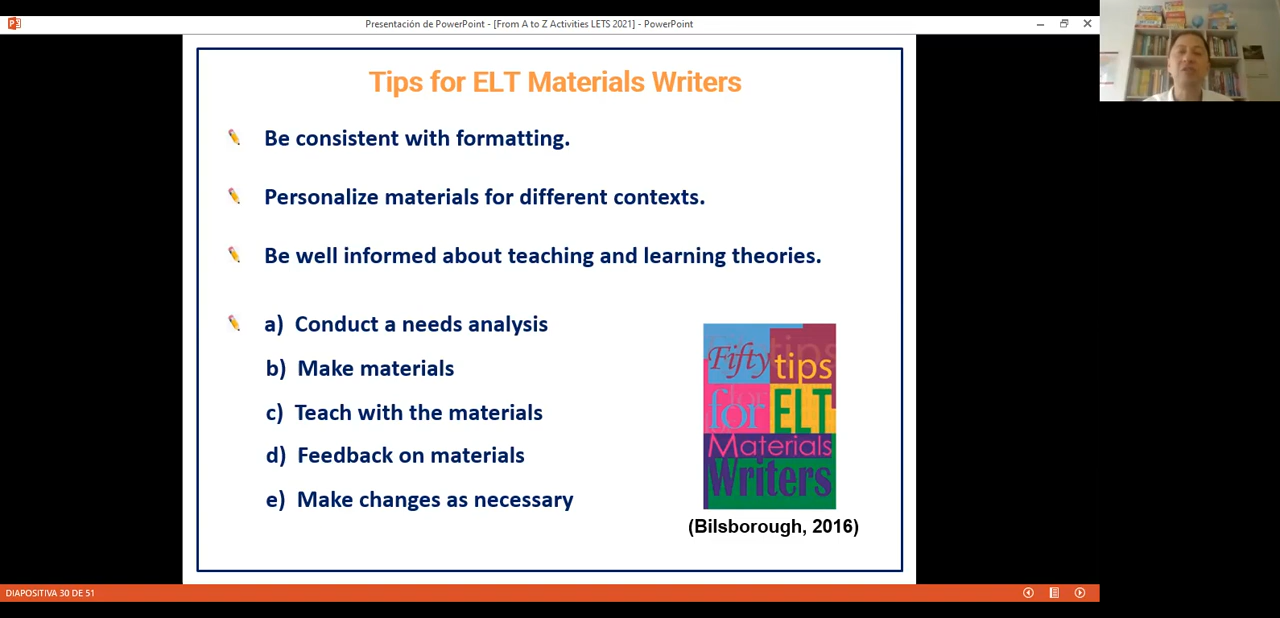 Presentación de PowerPoint - [From A to Z Activities LETS 2021] - PowerPoint
Tips for ELT Materials Writers
Be consistent with formatting.
Personalize materials for different contexts.
Be well informed about teaching and learning theories.
a) Conduct a needs analysis
b) Make materials
c) Teach with the materials
d) Feedback on materials
e) Make changes as necessary
Fifty tips
for ELT
Materials
Writers
(Bilsborough, 2016)
DIAPOSITIVA 30 DE 51